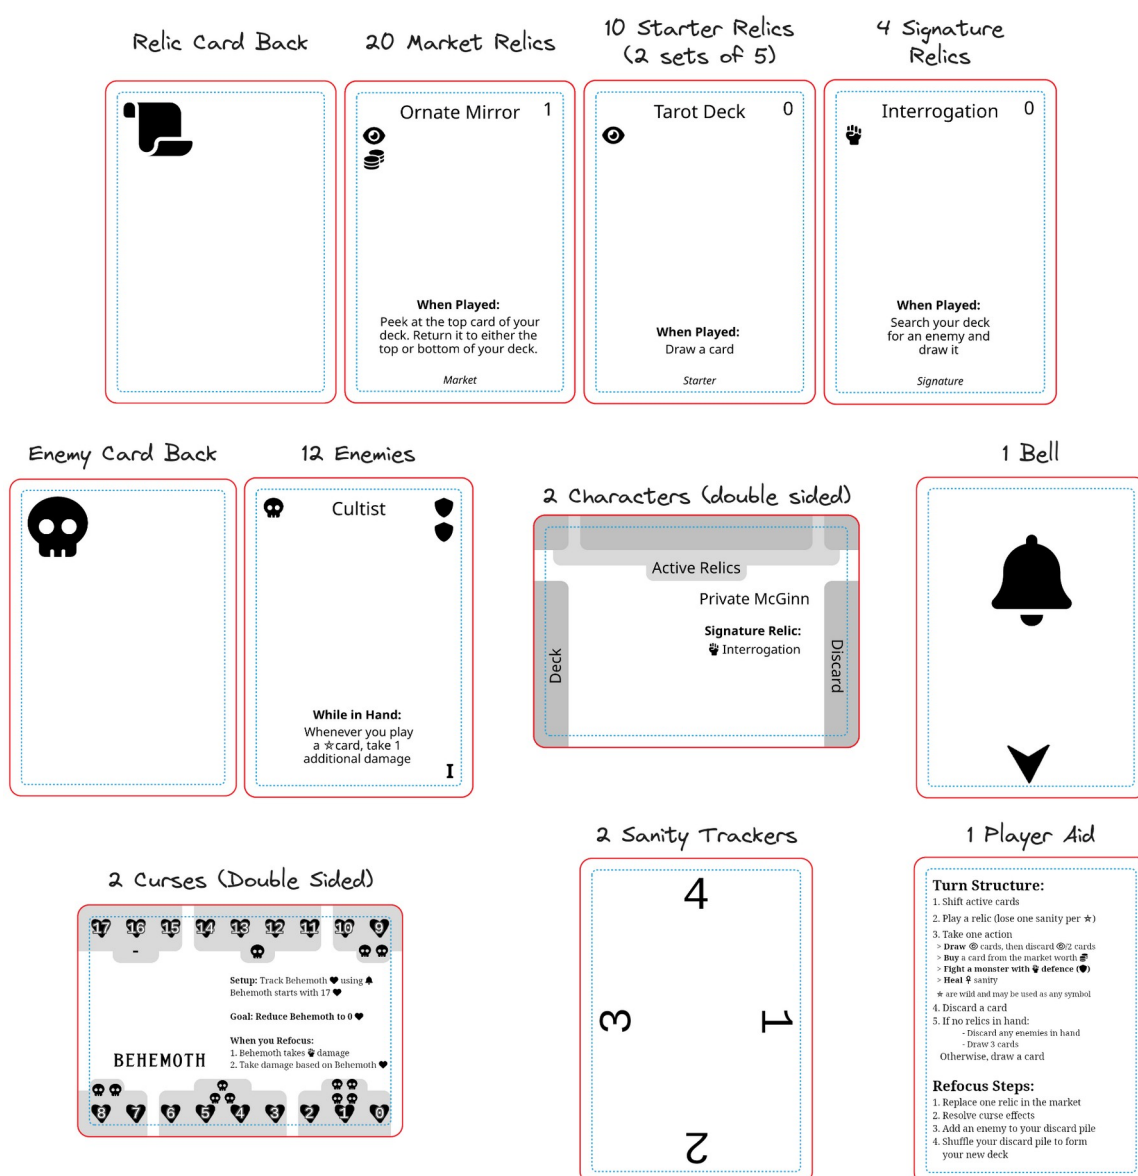 Relic Card Back
20 Market Relics
10 Starter Relics
(2 sets of 5)
4 Signature
Relics
Ornate Mirror 1
When Played:
Peek at the top card of your
deck. Return it to either the
top or bottom of your deck.
Market
Tarot Deck 0
When Played:
Draw a card
Starter
Interrogation 0
When Played:
Search your deck
for an enemy and
draw it
Signature
Enemy Card Back
12 Enemies
Cultist
While in Hand:
Whenever you play
a ☆card, take 1
additional damage
I
2 Characters (double sided)
Active Relics
Private McGinn
Signature Relic:
Interrogation
Deck
Discard
1 Bell
2 Curses (Double Sided)
17 16 15 14 13 12 11 10 9
-
Setup: Track Behemoth ♥ using 🔔
Behemoth starts with 17 ♥
Goal: Reduce Behemoth to 0 ♥
When you Refocus:
1. Behemoth takes ✊ damage
2. Take damage based on Behemoth ♥
BEHEMOTH
8 7 6 5 4 3 2 1 0
2 Sanity Trackers
4
3
1
2
1 Player Aid
Turn Structure:
1. Shift active cards
2. Play a relic (lose one sanity per ☆)
3. Take one action
> Draw 👁 cards, then discard 👁/2 cards
> Buy a card from the market worth
> Fight a monster with ✊ defence (🛡)
> Heal ♀ sanity
☆ are wild and may be used as any symbol
4. Discard a card
5. If no relics in hand:
- Discard any enemies in hand
- Draw 3 cards
Otherwise, draw a card
Refocus Steps:
1. Replace one relic in the market
2. Resolve curse effects
3. Add an enemy to your discard pile
4. Shuffle your discard pile to form
your new deck